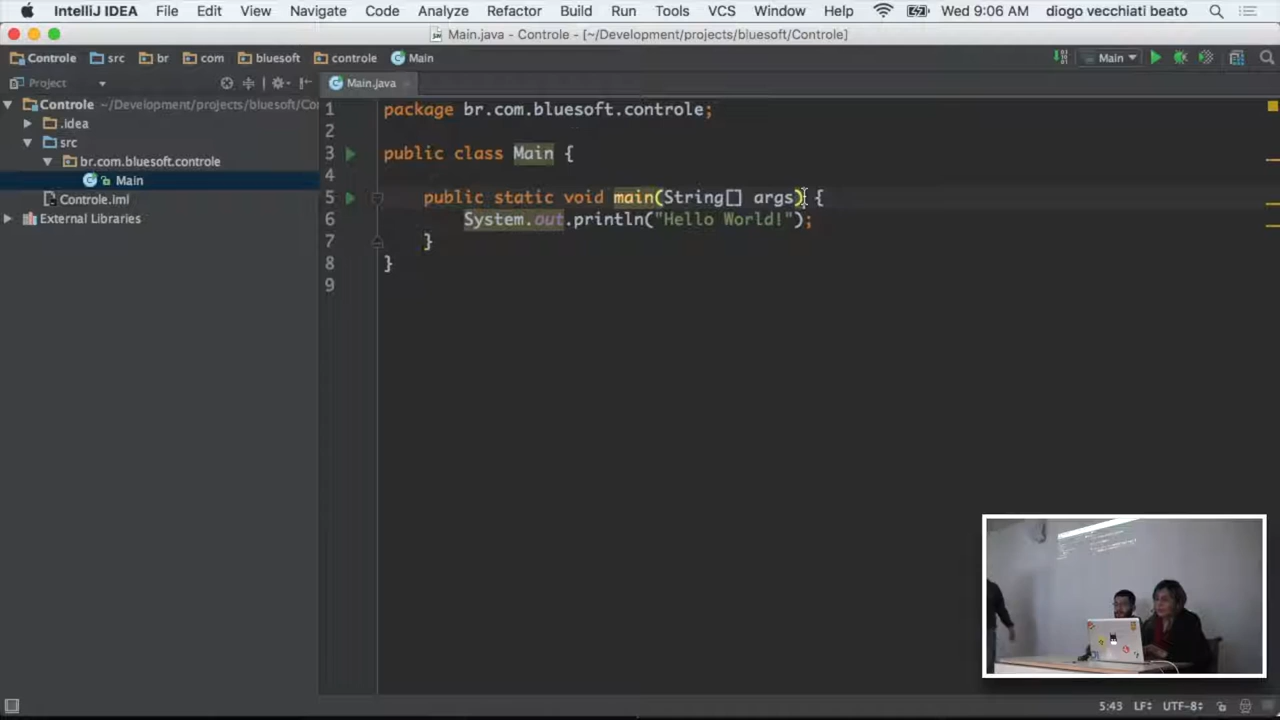 IntelliJ IDEA File Edit View Navigate Code Analyze Refactor Build Run Tools VCS Window Help Wed 9:06 AM diogo vecchiati beato
Main.java - Controle - [~/Development/projects/bluesoft/Controle]
Controle src br com bluesoft controle Main Main
Project Main.java
Controle ~/Development/projects/bluesoft/Co
.idea
src
br.com.bluesoft.controle
Main
Controle.iml
External Libraries
1 package br.com.bluesoft.controle;
2
3 public class Main {
4
5 public static void main(String[] args) {
6 System.out.println("Hello World!");
7 }
8 }
9
5:43 LF UTF-8